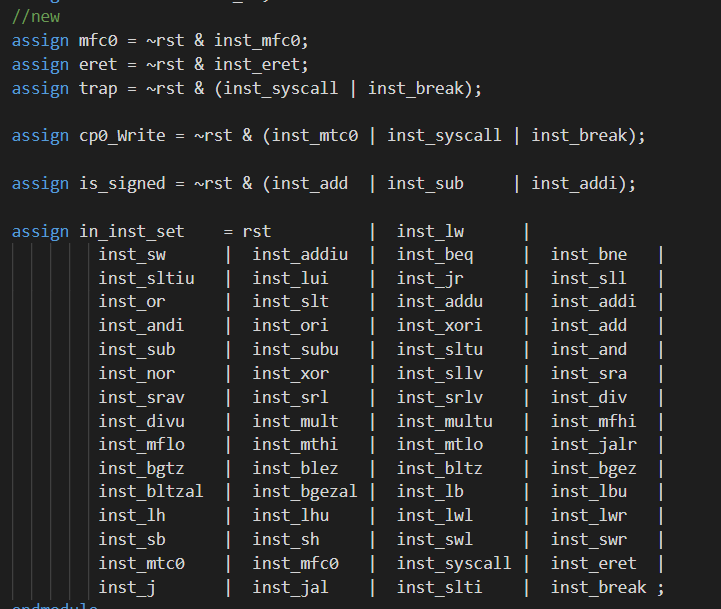 //new
assign mfc0 = ~rst & inst_mfc0;
assign eret = ~rst & inst_eret;
assign trap = ~rst & (inst_syscall | inst_break);
assign cp0_Write = ~rst & (inst_mtc0 | inst_syscall | inst_break);
assign is_signed = ~rst & (inst_add  | inst_sub     | inst_addi);
assign in_inst_set    = rst          |  inst_lw      |
         inst_sw      |  inst_addiu  |  inst_beq     |  inst_bne   |
         inst_sltiu   |  inst_lui    |  inst_jr      |  inst_sll   |
         inst_or      |  inst_slt    |  inst_addu    |  inst_addi  |
         inst_andi    |  inst_ori    |  inst_xori    |  inst_add   |
         inst_sub     |  inst_subu   |  inst_sltu    |  inst_and   |
         inst_nor     |  inst_xor    |  inst_sllv    |  inst_sra   |
         inst_srav    |  inst_srl    |  inst_srlv    |  inst_div   |
         inst_divu    |  inst_mult   |  inst_multu   |  inst_mfhi  |
         inst_mflo    |  inst_mthi   |  inst_mtlo    |  inst_jalr  |
         inst_bgtz    |  inst_blez   |  inst_bltz    |  inst_bgez  |
         inst_bltzal  |  inst_bgezal |  inst_lb      |  inst_lbu   |
         inst_lh      |  inst_lhu    |  inst_lwl     |  inst_lwr   |
         inst_sb      |  inst_sh     |  inst_swl     |  inst_swr   |
         inst_mtc0    |  inst_mfc0   |  inst_syscall |  inst_eret  |
         inst_j       |  inst_jal    |  inst_slti    |  inst_break ;
endmodule